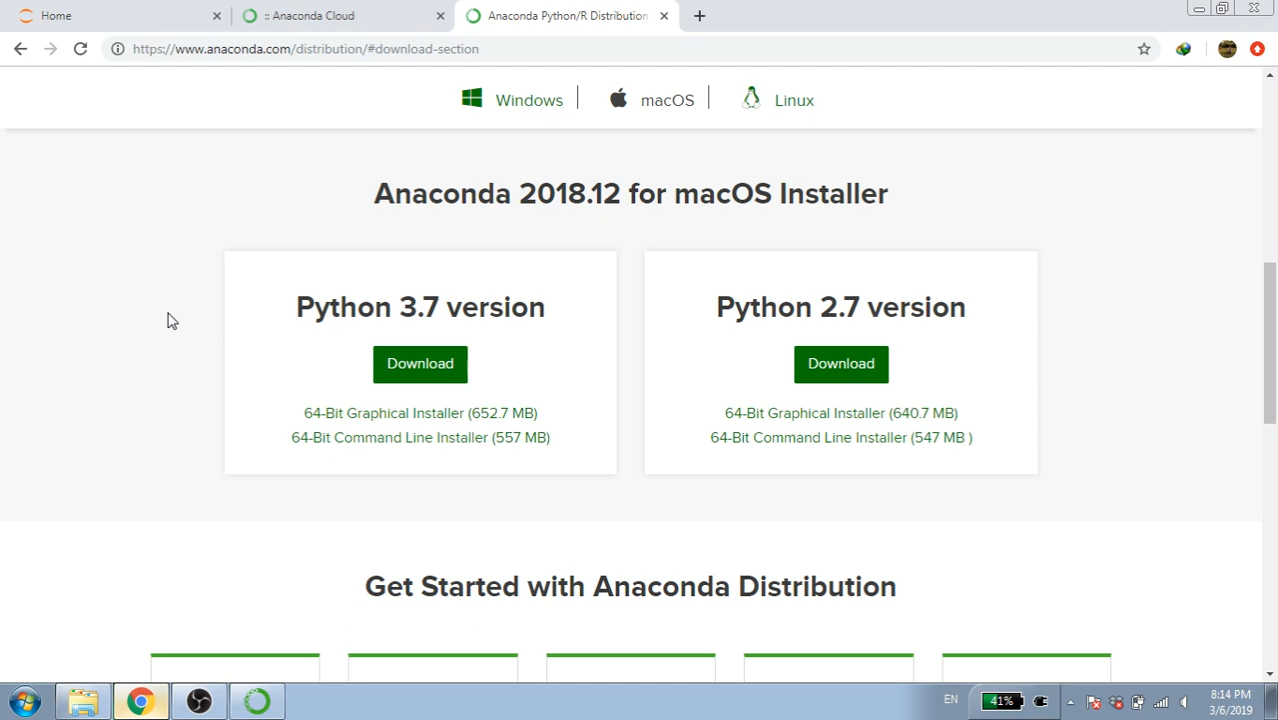 Home
:: Anaconda Cloud
Anaconda Python/R Distribution
https://www.anaconda.com/distribution/#download-section
Windows
macOS
Linux
Anaconda 2018.12 for macOS Installer
Python 3.7 version
Download
64-Bit Graphical Installer (652.7 MB)
64-Bit Command Line Installer (557 MB)
Python 2.7 version
Download
64-Bit Graphical Installer (640.7 MB)
64-Bit Command Line Installer (547 MB )
Get Started with Anaconda Distribution
EN
41%
8:14 PM
3/6/2019